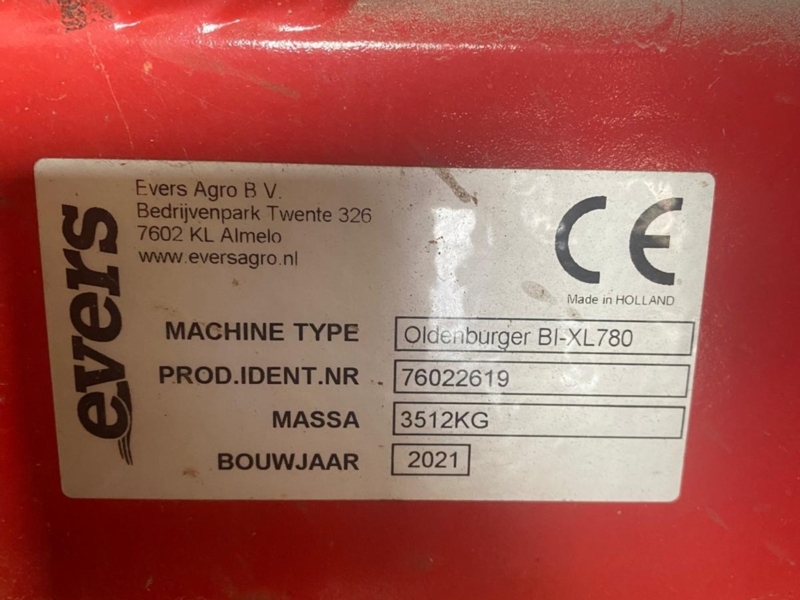 evers
Evers Agro B.V.
Bedrijvenpark Twente 326
7602 KL Almelo
www.eversagro.nl
CE
Made in HOLLAND
MACHINE TYPE Oldenburger BI-XL780
PROD.IDENT.NR 76022619
MASSA 3512KG
BOUWJAAR 2021